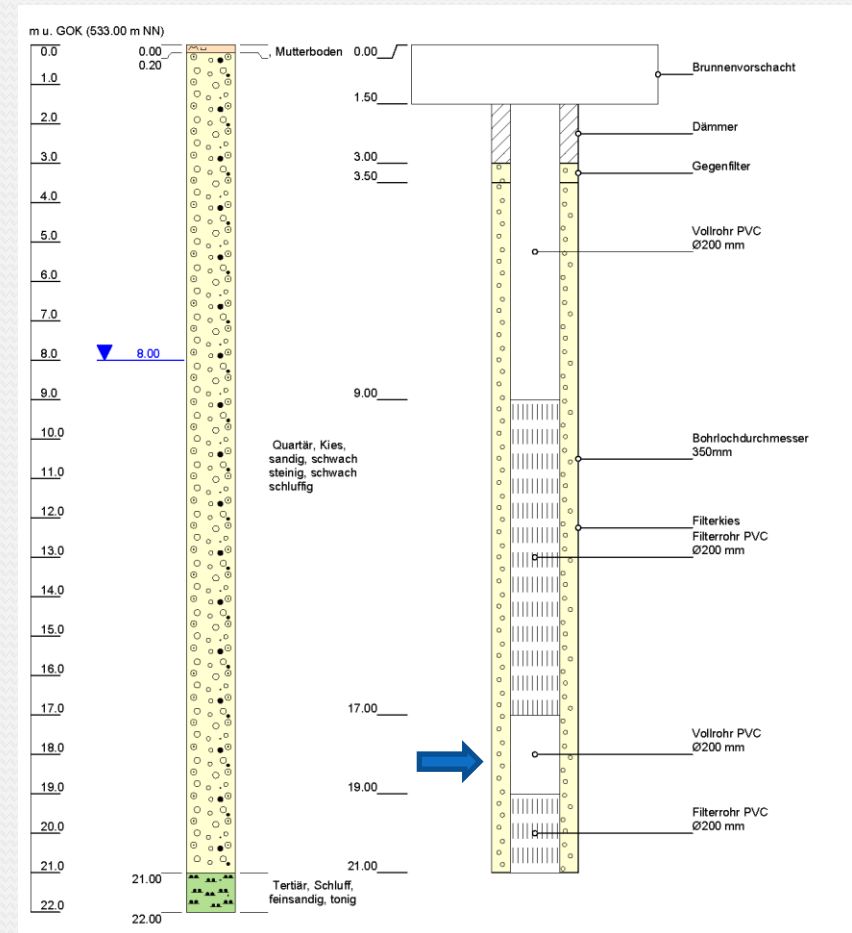 m u. GOK (533.00 m NN)
0.0
1.0
2.0
3.0
4.0
5.0
6.0
7.0
8.0
9.0
10.0
11.0
12.0
13.0
14.0
15.0
16.0
17.0
18.0
19.0
20.0
21.0
22.0
0.00
0.20
8.00
21.00
22.00
, Mutterboden
Quartär, Kies,
sandig, schwach
steinig, schwach
schluffig
Tertiär, Schluff,
feinsandig, tonig
0.00
1.50
3.00
3.50
9.00
17.00
19.00
21.00
Brunnenvorschacht
Dämmer
Gegenfilter
Vollrohr PVC
Ø200 mm
Bohrlochdurchmesser
350mm
Filterkies
Filterrohr PVC
Ø200 mm
Vollrohr PVC
Ø200 mm
Filterrohr PVC
Ø200 mm